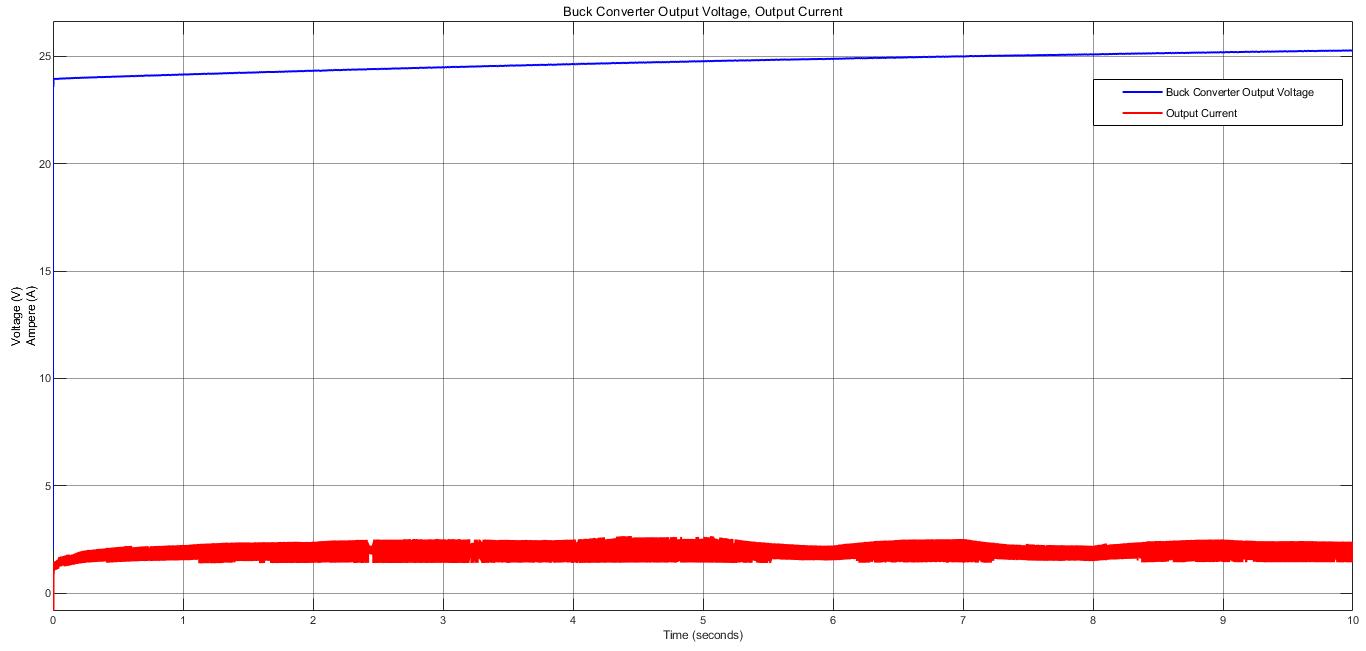 Buck Converter Output Voltage, Output Current
25
20
15
10
5
0
Voltage (V)
Ampere (A)
Buck Converter Output Voltage
Output Current
0 1 2 3 4 5 6 7 8 9 10
Time (seconds)